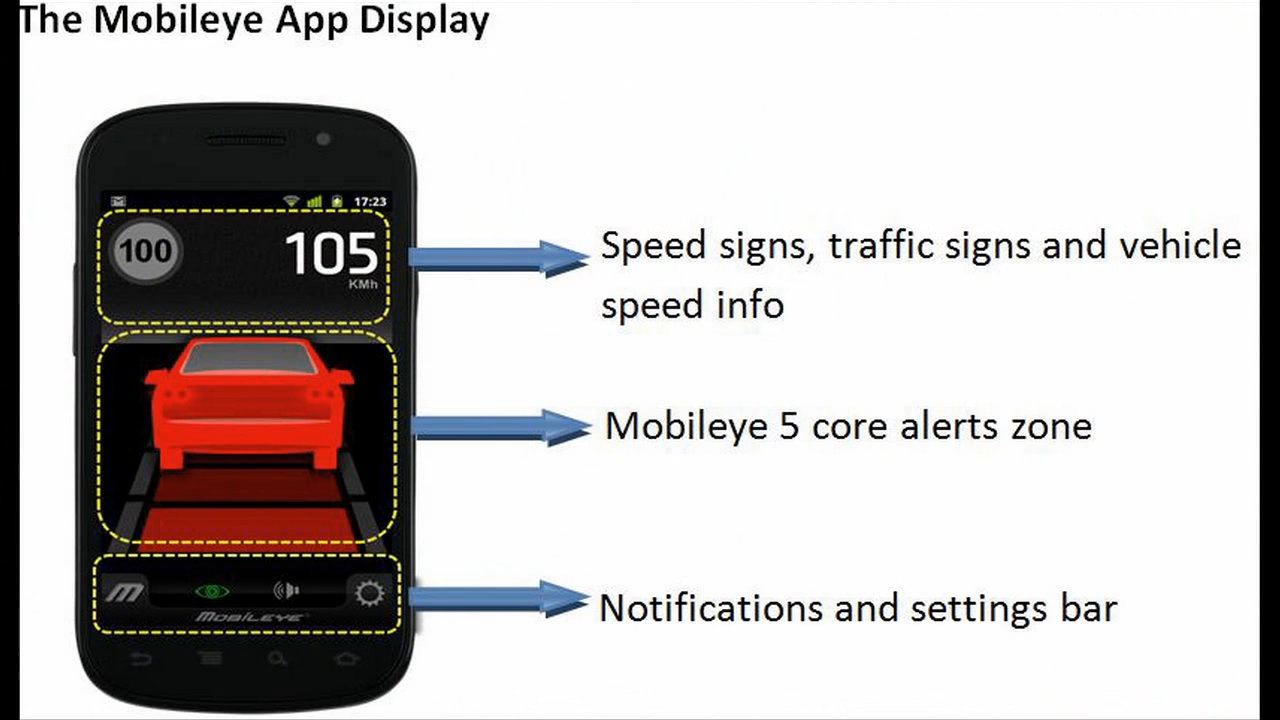 The Mobileye App Display
17:23
100
105
KMh
Speed signs, traffic signs and vehicle
speed info
Mobileye 5 core alerts zone
MOBILEYE
Notifications and settings bar